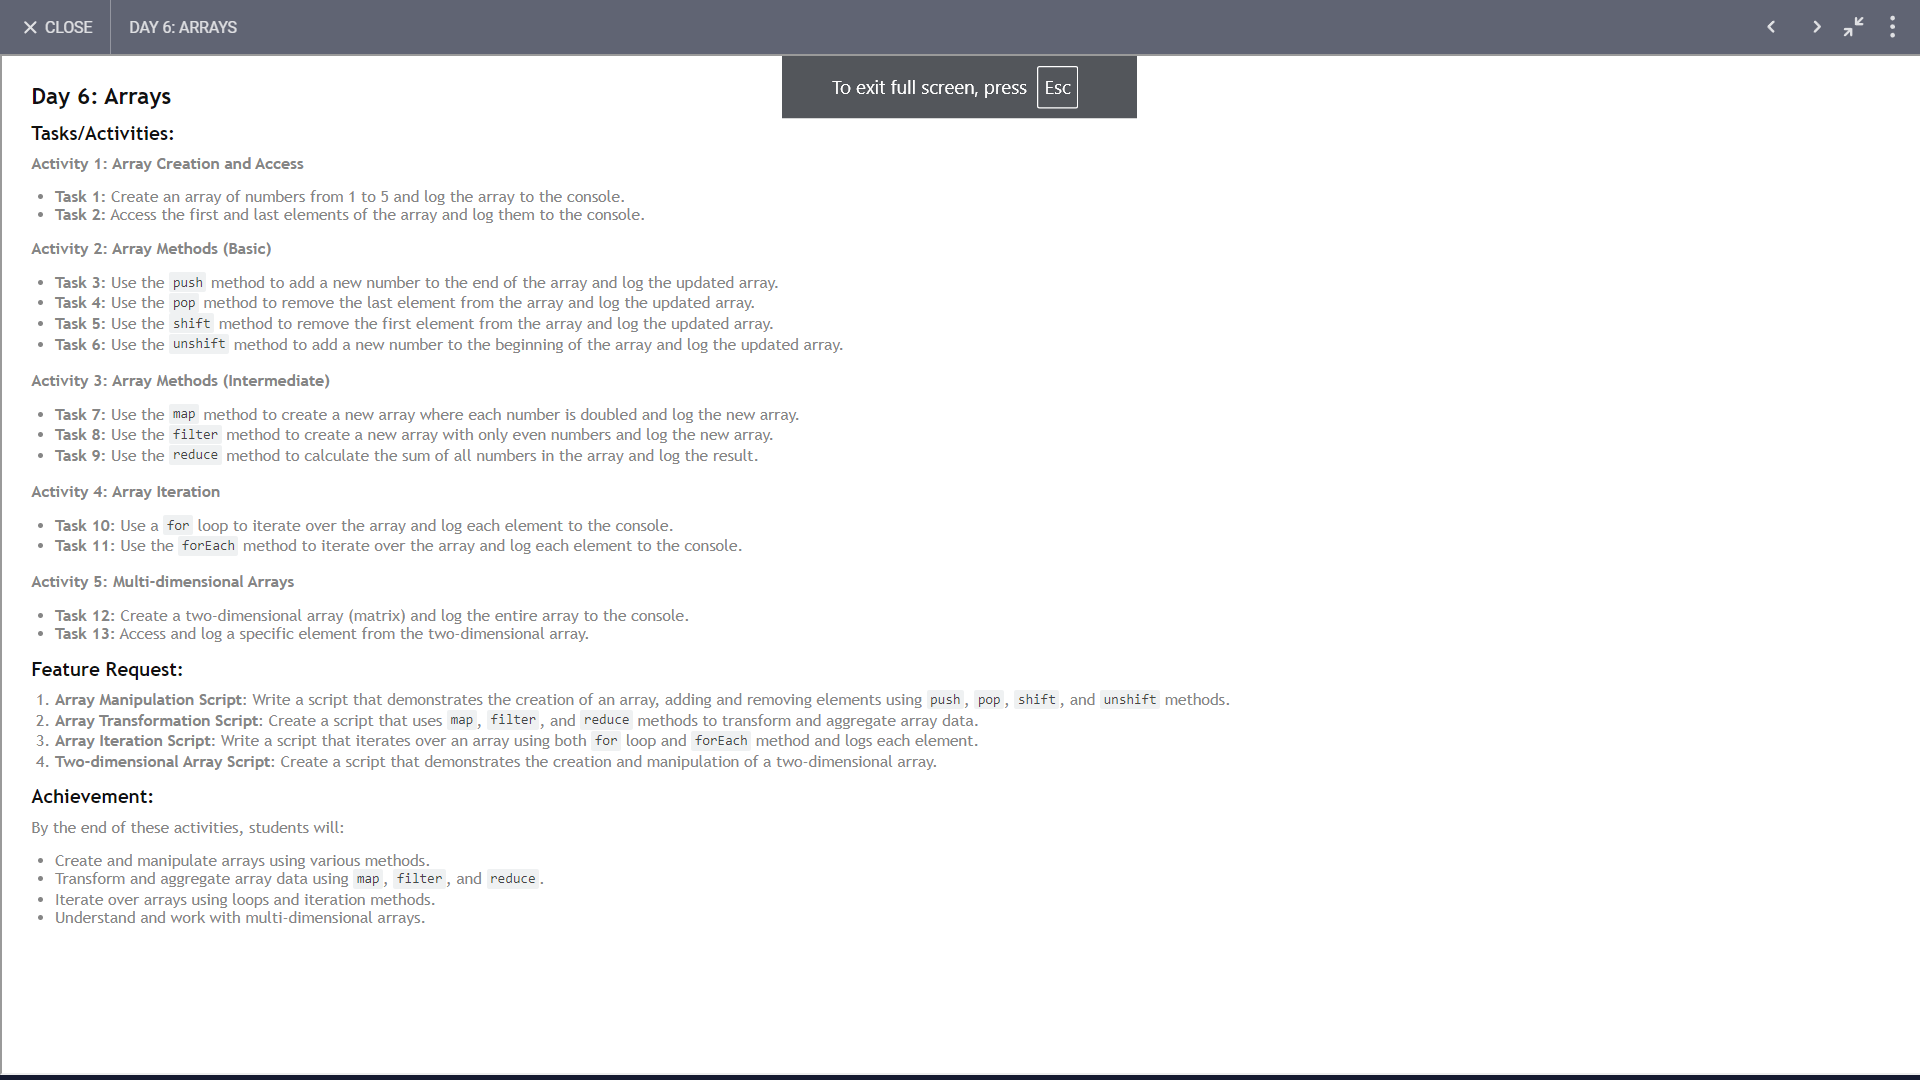 CLOSE
DAY 6: ARRAYS
To exit full screen, press Esc
Day 6: Arrays
Tasks/Activities:
Activity 1: Array Creation and Access
• Task 1: Create an array of numbers from 1 to 5 and log the array to the console.
• Task 2: Access the first and last elements of the array and log them to the console.
Activity 2: Array Methods (Basic)
• Task 3: Use the push method to add a new number to the end of the array and log the updated array.
• Task 4: Use the pop method to remove the last element from the array and log the updated array.
• Task 5: Use the shift method to remove the first element from the array and log the updated array.
• Task 6: Use the unshift method to add a new number to the beginning of the array and log the updated array.
Activity 3: Array Methods (Intermediate)
• Task 7: Use the map method to create a new array where each number is doubled and log the new array.
• Task 8: Use the filter method to create a new array with only even numbers and log the new array.
• Task 9: Use the reduce method to calculate the sum of all numbers in the array and log the result.
Activity 4: Array Iteration
• Task 10: Use a for loop to iterate over the array and log each element to the console.
• Task 11: Use the forEach method to iterate over the array and log each element to the console.
Activity 5: Multi-dimensional Arrays
• Task 12: Create a two-dimensional array (matrix) and log the entire array to the console.
• Task 13: Access and log a specific element from the two-dimensional array.
Feature Request:
1. Array Manipulation Script: Write a script that demonstrates the creation of an array, adding and removing elements using push, pop, shift, and unshift methods.
2. Array Transformation Script: Create a script that uses map, filter, and reduce methods to transform and aggregate array data.
3. Array Iteration Script: Write a script that iterates over an array using both for loop and forEach method and logs each element.
4. Two-dimensional Array Script: Create a script that demonstrates the creation and manipulation of a two-dimensional array.
Achievement:
By the end of these activities, students will:
• Create and manipulate arrays using various methods.
• Transform and aggregate array data using map, filter, and reduce.
• Iterate over arrays using loops and iteration methods.
• Understand and work with multi-dimensional arrays.